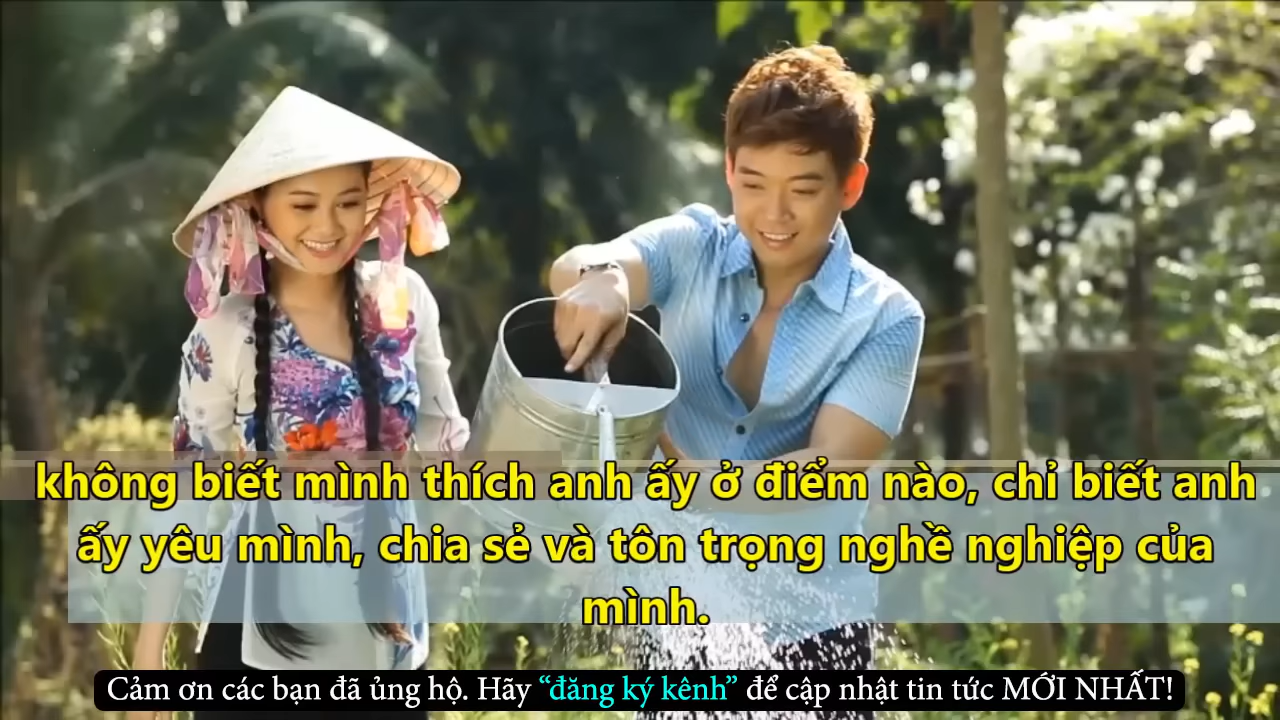 không biết mình thích anh ấy ở điểm nào, chỉ biết anh
ấy yêu mình, chia sẻ và tôn trọng nghề nghiệp của
mình.
Cảm ơn các bạn đã ủng hộ. Hãy “đăng ký kênh” để cập nhật tin tức MỚI NHẤT!